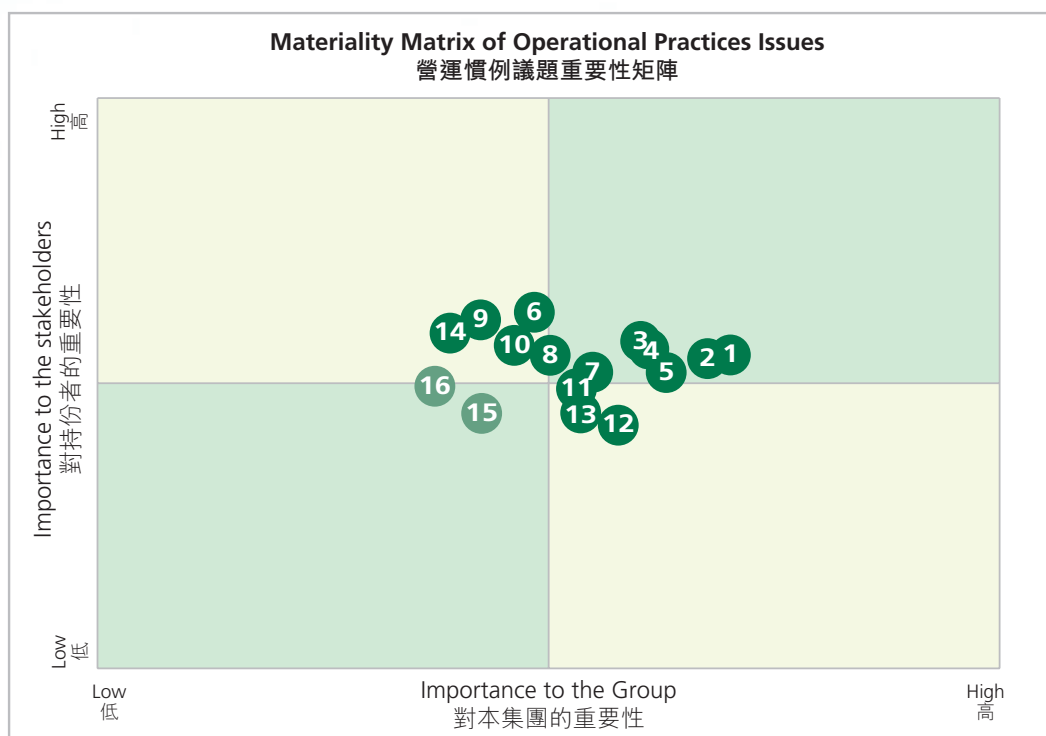 Materiality Matrix of Operational Practices Issues
營運慣例議題重要性矩陣
High
高
Importance to the stakeholders
對持份者的重要性
Low
低
6
9
14
10
8
3
4
2
1
7
5
16
11
15
13
12
Low
低
Importance to the Group
對本集團的重要性
High
高